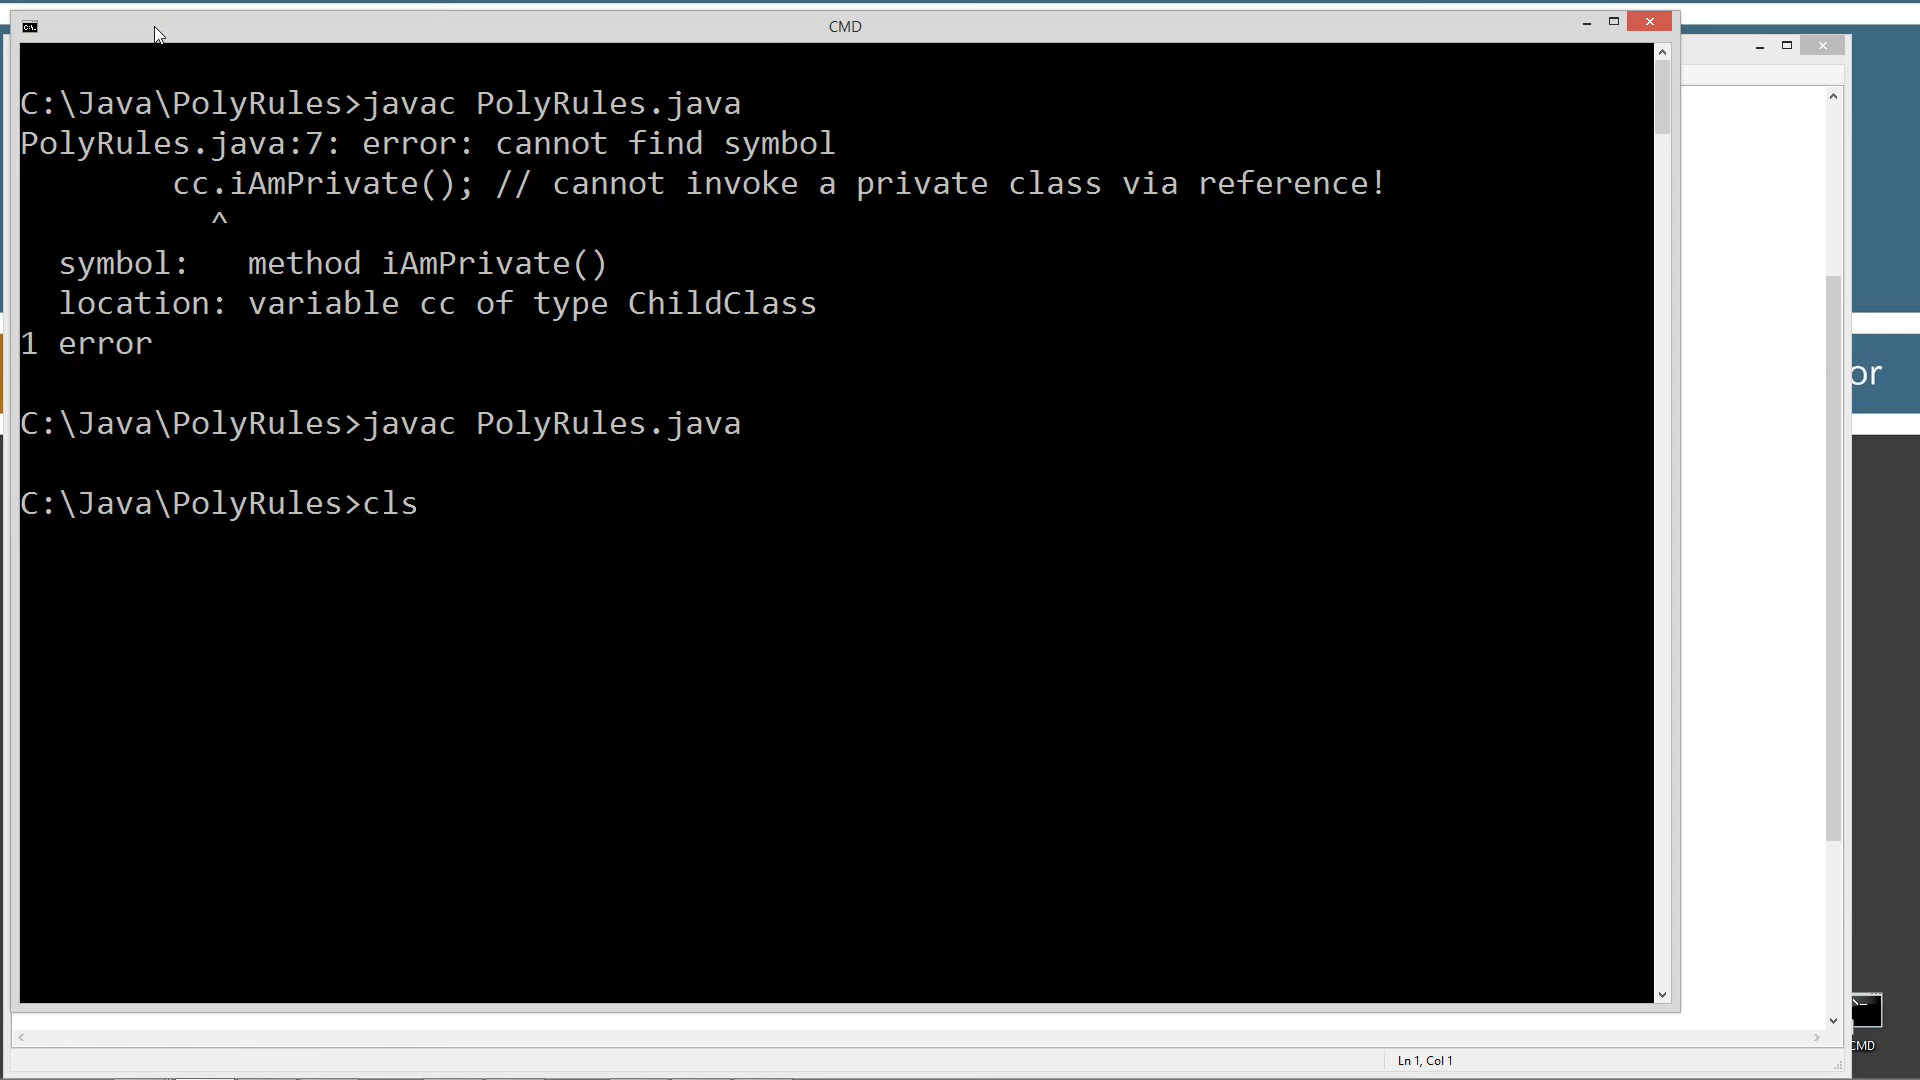 CMD
C:\Java\PolyRules>javac PolyRules.java
PolyRules.java:7: error: cannot find symbol
cc.iAmPrivate(); // cannot invoke a private class via reference!
^
symbol: method iAmPrivate()
location: variable cc of type ChildClass
1 error
or
C:\Java\PolyRules>javac PolyRules.java
C:\Java\PolyRules>cls
CMD
Ln 1, Col 1